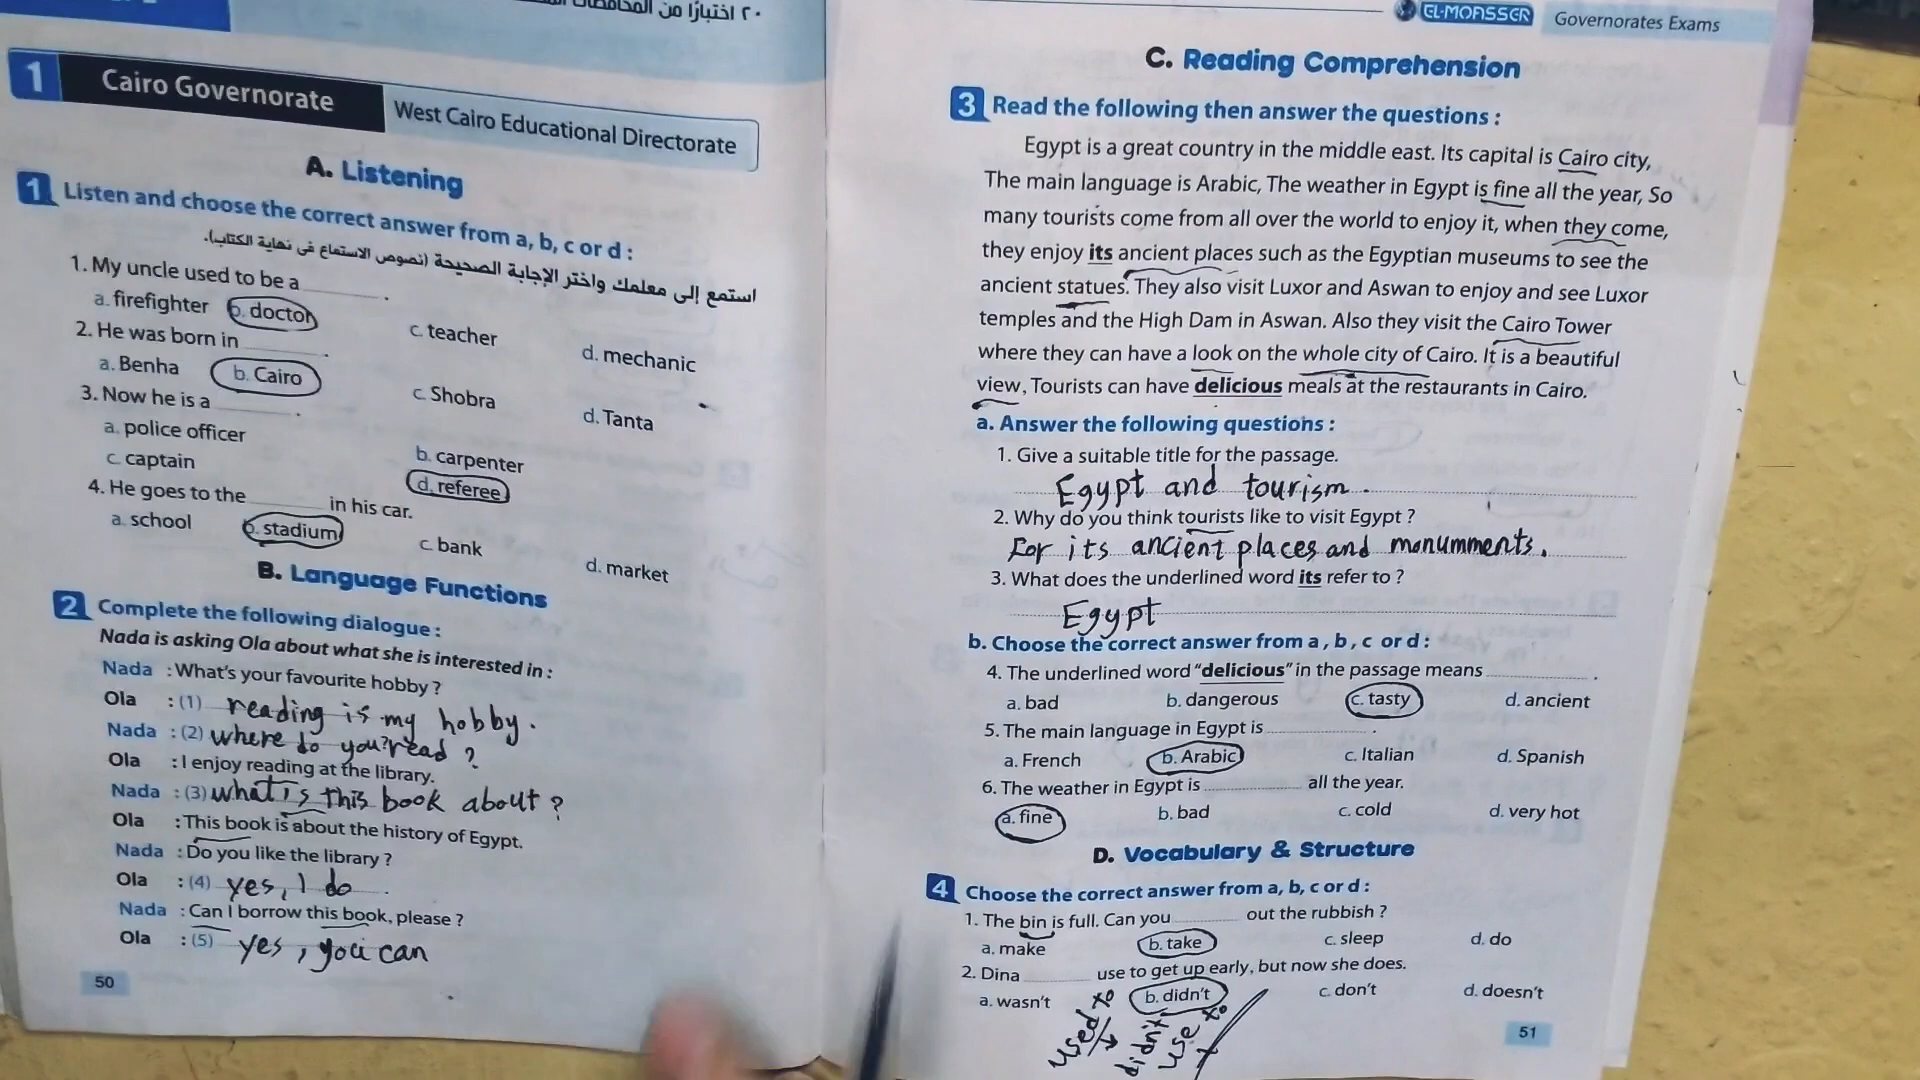 ٢٠ اختبارًا من المحافظات
1 Cairo Governorate West Cairo Educational Directorate
A. Listening
1 Listen and choose the correct answer from a, b, c or d :
استمع إلى معلمك واختر الإجابة الصحيحة (نصوص الاستماع فى نهاية الكتاب).
1. My uncle used to be a ________ .
a. firefighter b. doctor c. teacher d. mechanic
2. He was born in ________ .
a. Benha b. Cairo c. Shobra d. Tanta
3. Now he is a ________ .
a. police officer b. carpenter
c. captain d. referee
4. He goes to the ________ in his car.
a. school b. stadium c. bank d. market
B. Language Functions
2 Complete the following dialogue :
Nada is asking Ola about what she is interested in :
Nada : What's your favourite hobby ?
Ola : (1) reading is my hobby.
Nada : (2) where do you read ?
Ola : I enjoy reading at the library.
Nada : (3) what is this book about ?
Ola : This book is about the history of Egypt.
Nada : Do you like the library ?
Ola : (4) yes, I do .
Nada : Can I borrow this book, please ?
Ola : (5) yes, you can
50
EL-MOASSER Governorates Exams
C. Reading Comprehension
3 Read the following then answer the questions :
Egypt is a great country in the middle east. Its capital is Cairo city,
The main language is Arabic, The weather in Egypt is fine all the year, So
many tourists come from all over the world to enjoy it, when they come,
they enjoy its ancient places such as the Egyptian museums to see the
ancient statues. They also visit Luxor and Aswan to enjoy and see Luxor
temples and the High Dam in Aswan. Also they visit the Cairo Tower
where they can have a look on the whole city of Cairo. It is a beautiful
view, Tourists can have delicious meals at the restaurants in Cairo.
a. Answer the following questions :
1. Give a suitable title for the passage.
Egypt and tourism .
2. Why do you think tourists like to visit Egypt ?
For its ancient places and monumments.
3. What does the underlined word its refer to ?
Egypt
b. Choose the correct answer from a , b , c or d :
4. The underlined word "delicious" in the passage means ________ .
a. bad b. dangerous c. tasty d. ancient
5. The main language in Egypt is ________ .
a. French b. Arabic c. Italian d. Spanish
6. The weather in Egypt is ________ all the year.
a. fine b. bad c. cold d. very hot
D. Vocabulary & Structure
4 Choose the correct answer from a, b, c or d :
1. The bin is full. Can you ________ out the rubbish ?
a. make b. take c. sleep d. do
2. Dina ________ use to get up early, but now she does.
a. wasn't b. didn't c. don't d. doesn't
used to
didn't
use to
51